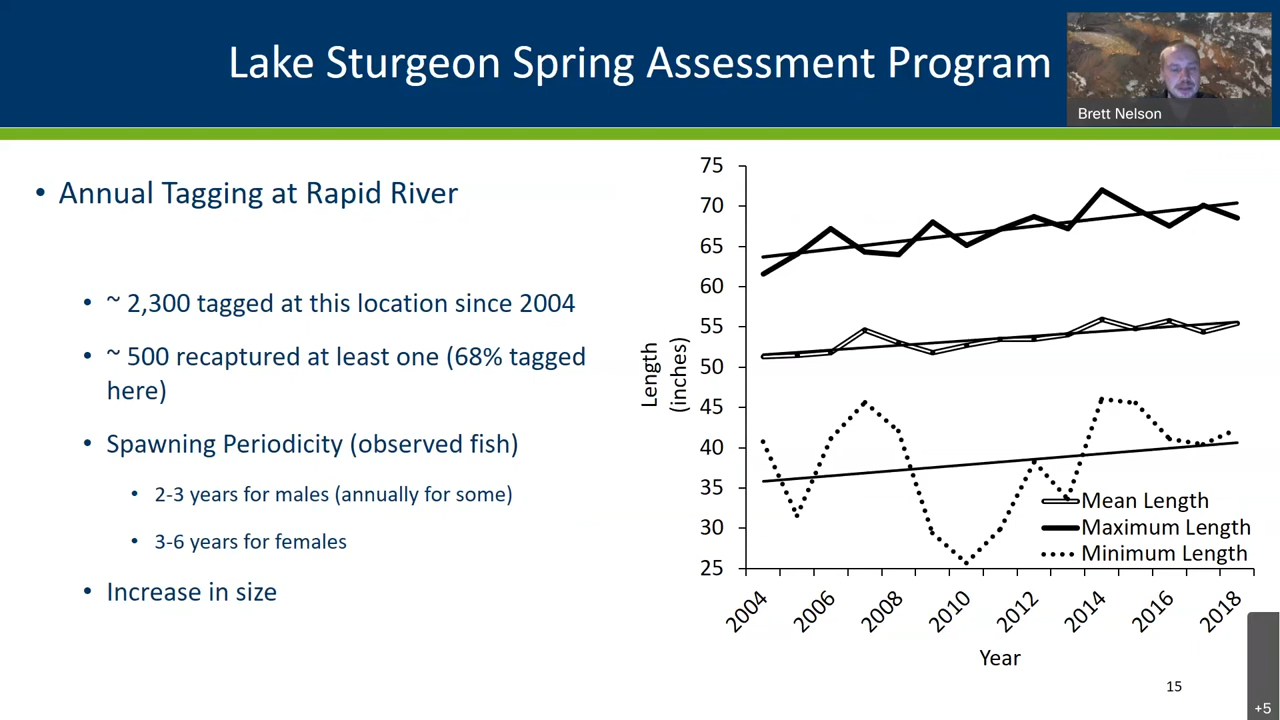 Lake Sturgeon Spring Assessment Program
Brett Nelson
• Annual Tagging at Rapid River
• ~ 2,300 tagged at this location since 2004
• ~ 500 recaptured at least one (68% tagged
here)
• Spawning Periodicity (observed fish)
• 2-3 years for males (annually for some)
• 3-6 years for females
• Increase in size
75
70
65
60
55
50
45
40
35
30
25
Length
(inches)
Mean Length
Maximum Length
Minimum Length
2004
2006
2008
2010
2012
2014
2016
2018
Year
15
+5